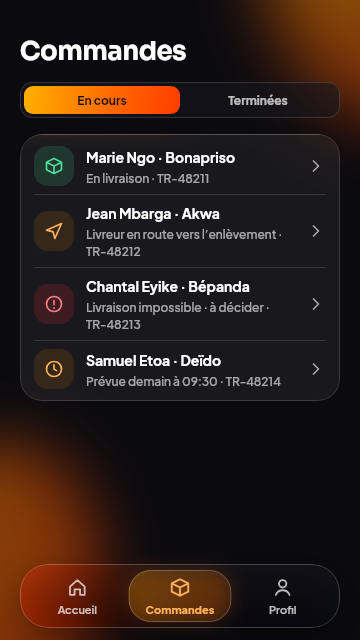 Commandes
En cours
Terminées
Marie Ngo · Bonapriso
En livraison · TR-48211
Jean Mbarga · Akwa
Livreur en route vers l’enlèvement ·
TR-48212
Chantal Eyike · Bépanda
Livraison impossible · à décider ·
TR-48213
Samuel Etoa · Deïdo
Prévue demain à 09:30 · TR-48214
Accueil
Commandes
Profil